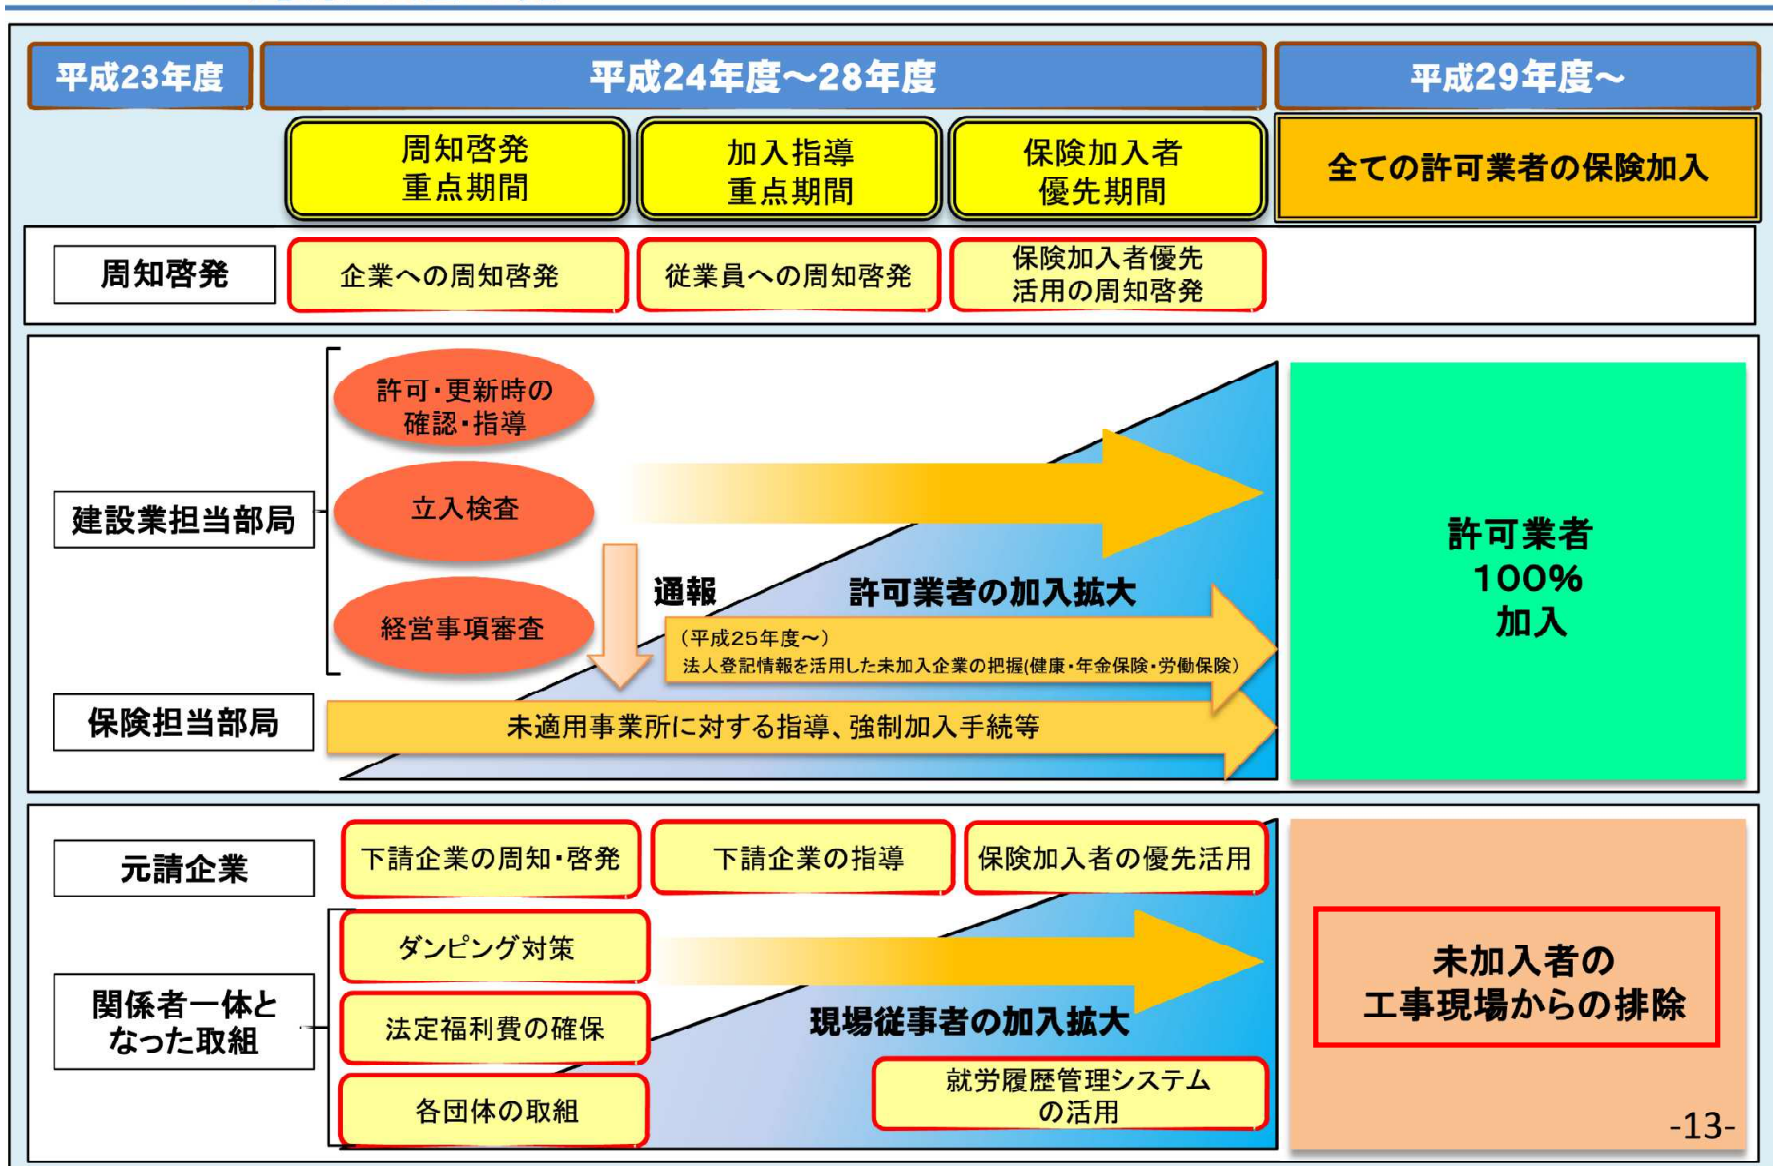 平成23年度
平成24年度～28年度
平成29年度～
周知啓発
重点期間
加入指導
重点期間
保険加入者
優先期間
全ての許可業者の保険加入
周知啓発
企業への周知啓発
従業員への周知啓発
保険加入者優先
活用の周知啓発
建設業担当部局
許可・更新時の
確認・指導
立入検査
経営事項審査
通報
許可業者の加入拡大
(平成25年度～)
法人登記情報を活用した未加入企業の把握(健康・年金保険・労働保険)
保険担当部局
未適用事業所に対する指導、強制加入手続等
許可業者
100%
加入
元請企業
下請企業の周知・啓発
下請企業の指導
保険加入者の優先活用
関係者一体と
なった取組
ダンピング対策
法定福利費の確保
各団体の取組
現場従事者の加入拡大
就労履歴管理システム
の活用
未加入者の
工事現場からの排除
-13-